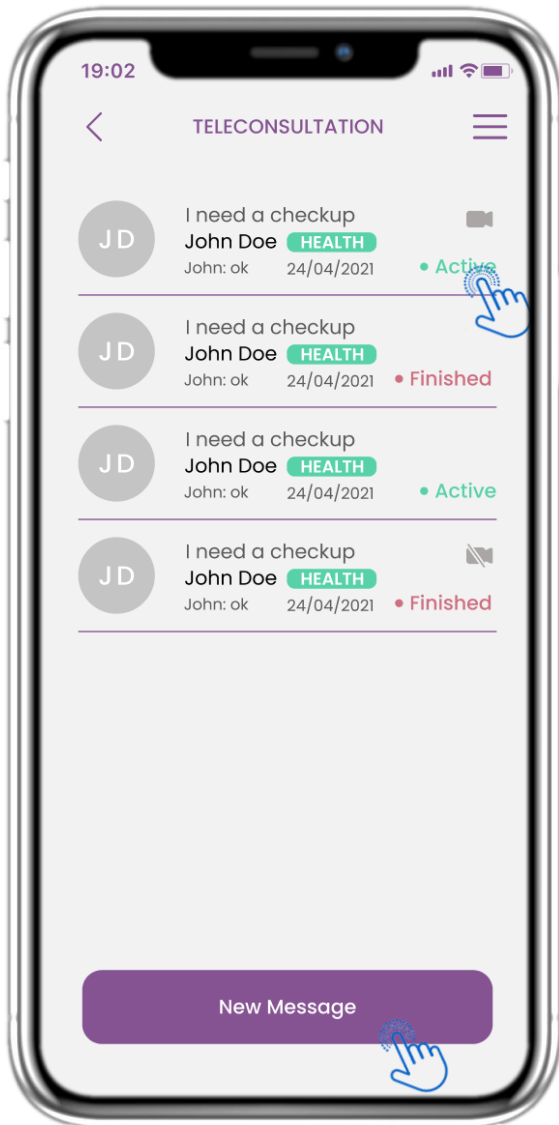 19:02
TELECONSULTATION
JD
I need a checkup
John Doe HEALTH
John: ok 24/04/2021 • Active
JD
I need a checkup
John Doe HEALTH
John: ok 24/04/2021 • Finished
JD
I need a checkup
John Doe HEALTH
John: ok 24/04/2021 • Active
JD
I need a checkup
John Doe HEALTH
John: ok 24/04/2021 • Finished
New Message